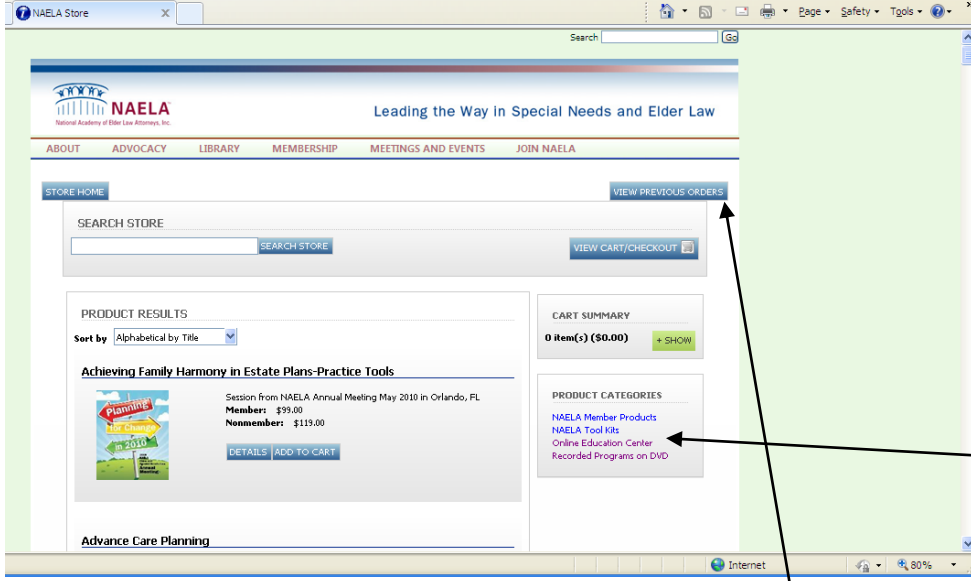 NAELA Store x
Page Safety Tools
Search Go
NAELA
National Academy of Elder Law Attorneys, Inc.
Leading the Way in Special Needs and Elder Law
ABOUT ADVOCACY LIBRARY MEMBERSHIP MEETINGS AND EVENTS JOIN NAELA
STORE HOME VIEW PREVIOUS ORDERS
SEARCH STORE
SEARCH STORE VIEW CART/CHECKOUT
PRODUCT RESULTS
Sort by Alphabetical by Title
Achieving Family Harmony in Estate Plans-Practice Tools
Planning
For Change
in 2010
Annual
Meeting
Session from NAELA Annual Meeting May 2010 in Orlando, FL
Member: $99.00
Nonmember: $119.00
DETAILS ADD TO CART
Advance Care Planning
CART SUMMARY
0 item(s) ($0.00) + SHOW
PRODUCT CATEGORIES
NAELA Member Products
NAELA Tool Kits
Online Education Center
Recorded Programs on DVD
Internet 80%